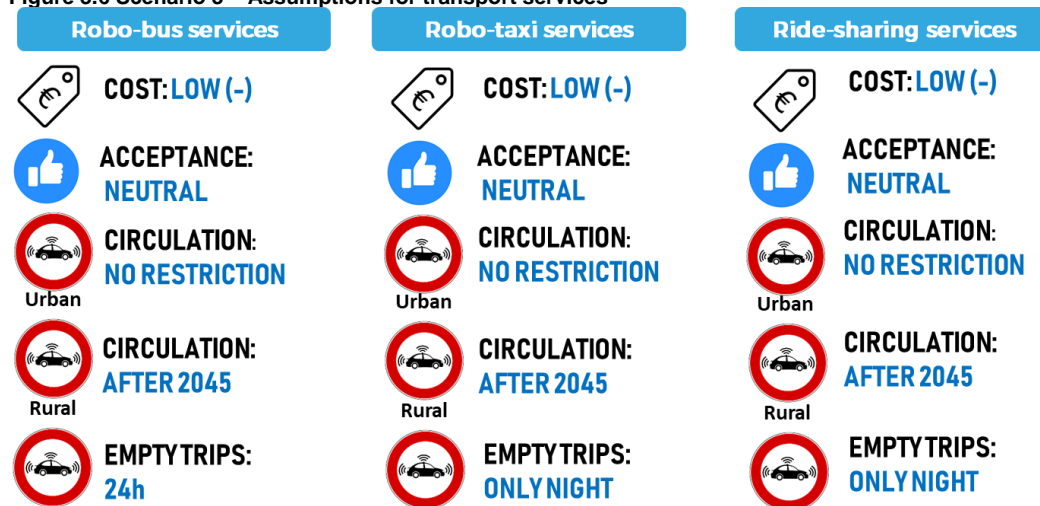 Robo-bus services
COST: LOW (-)
ACCEPTANCE:
NEUTRAL
CIRCULATION:
NO RESTRICTION
Urban
CIRCULATION:
AFTER 2045
Rural
EMPTY TRIPS:
24h
Robo-taxi services
COST: LOW (-)
ACCEPTANCE:
NEUTRAL
CIRCULATION:
NO RESTRICTION
Urban
CIRCULATION:
AFTER 2045
Rural
EMPTY TRIPS:
ONLY NIGHT
Ride-sharing services
COST: LOW (-)
ACCEPTANCE:
NEUTRAL
CIRCULATION:
NO RESTRICTION
Urban
CIRCULATION:
AFTER 2045
Rural
EMPTY TRIPS:
ONLY NIGHT